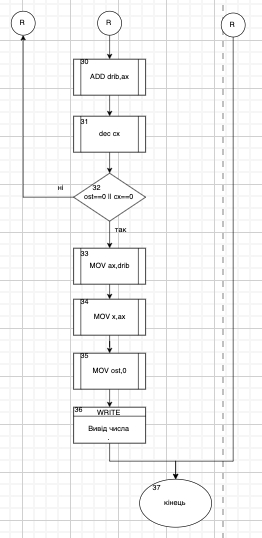 R
R
R
30
ADD drib,ax
31
dec cx
ні
32
ost==0 || cx==0
так
33
MOV ax,drib
34
MOV x,ax
35
MOV ost,0
36
WRITE
Вивід числа
.
37
кінець